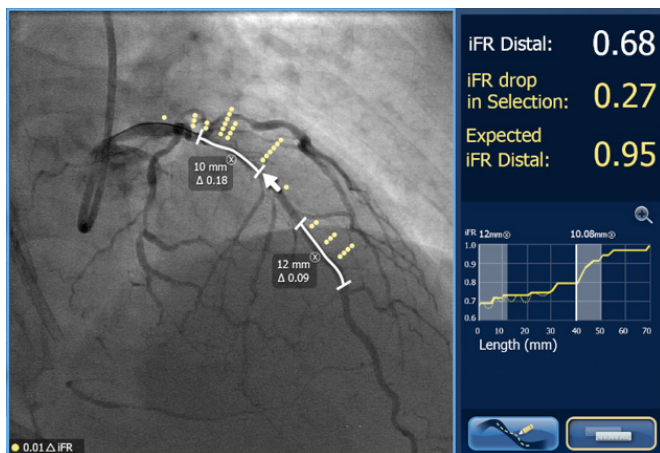 iFR Distal: 0.68
iFR drop
in Selection: 0.27
Expected
iFR Distal: 0.95
10 mm ⓧ
Δ 0.18
12 mm ⓧ
Δ 0.09
0.01 Δ iFR
iFR 12mmⓧ 10.08mmⓧ
1.0
0.9
0.8
0.7
0.6
0 10 20 30 40 50 60 70
Length (mm)